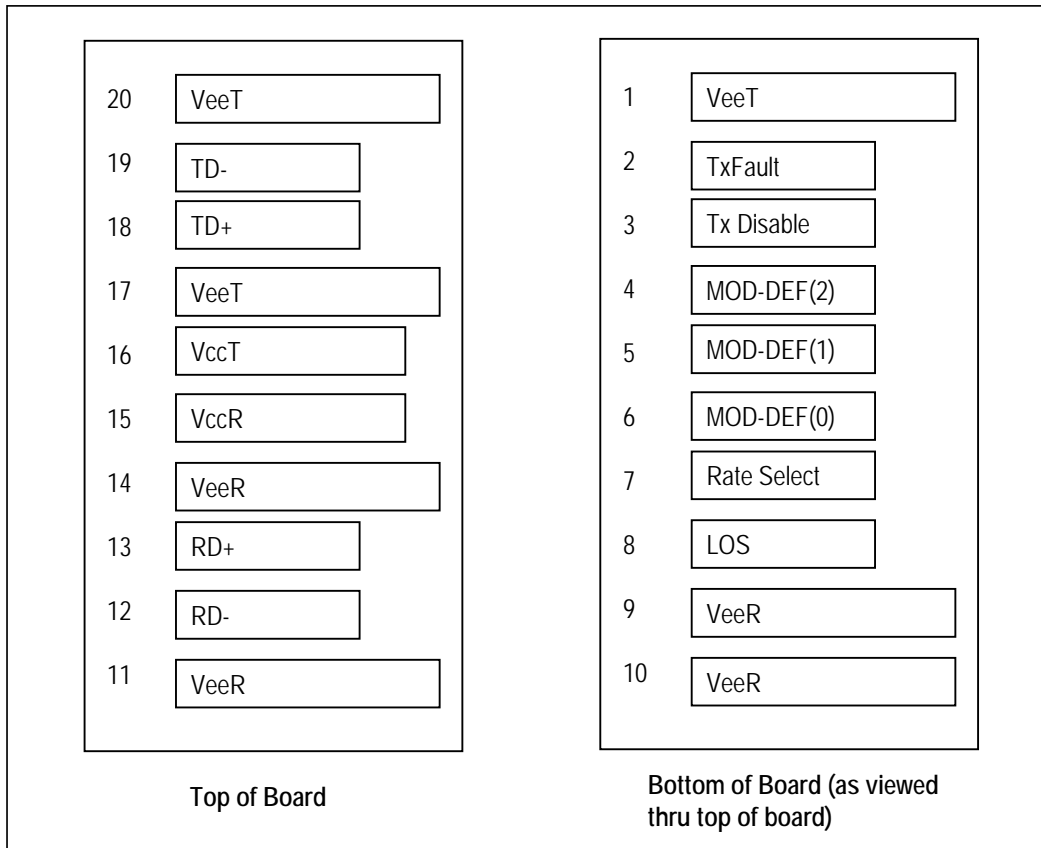 20 VeeT
19 TD-
18 TD+
17 VeeT
16 VccT
15 VccR
14 VeeR
13 RD+
12 RD-
11 VeeR
Top of Board
1 VeeT
2 TxFault
3 Tx Disable
4 MOD-DEF(2)
5 MOD-DEF(1)
6 MOD-DEF(0)
7 Rate Select
8 LOS
9 VeeR
10 VeeR
Bottom of Board (as viewed
thru top of board)